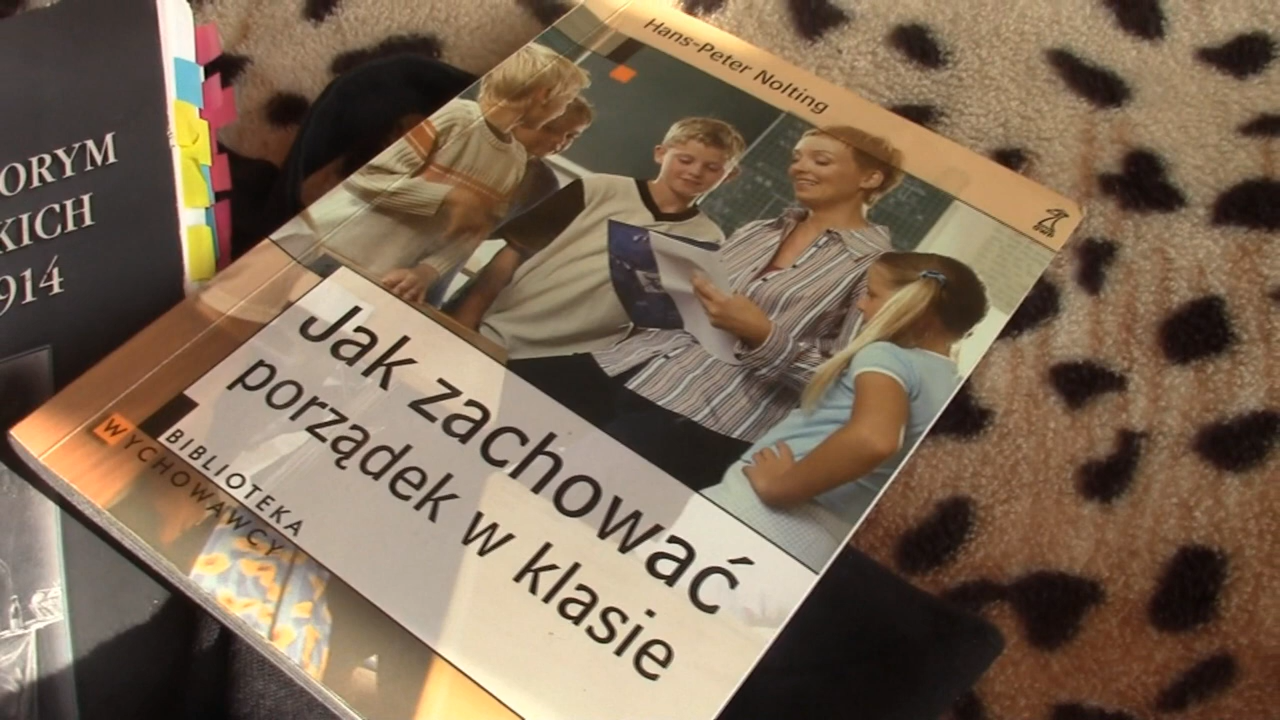 ORYM
KICH
914
Hans-Peter Nolting
Jak zachować
porządek w klasie
BIBLIOTEKA
WYCHOWAWCY